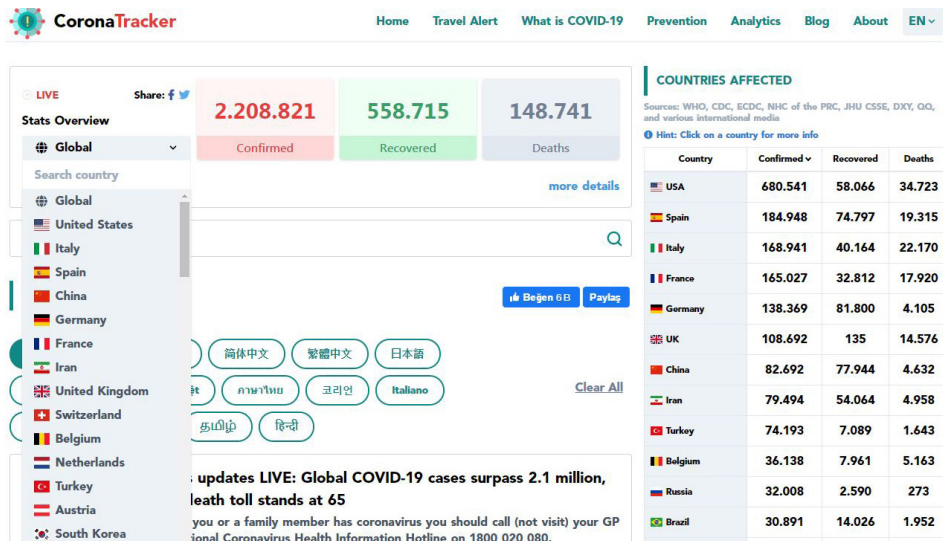 CoronaTracker
Home Travel Alert What is COVID-19 Prevention Analytics Blog About EN
LIVE Share:
Stats Overview
Global
Search country
Global
United States
Italy
Spain
China
Germany
France
Iran
United Kingdom
Switzerland
Belgium
Netherlands
Turkey
Austria
South Korea
2.208.821
Confirmed
558.715
Recovered
148.741
Deaths
more details
Beğen 6 B Paylaş
简体中文 繁體中文 日本語
ภาษาไทย 코리언 Italiano
Clear All
தமிழ் हिन्दी
updates LIVE: Global COVID-19 cases surpass 2.1 million,
eath toll stands at 65
you or a family member has coronavirus you should call (not visit) your GP
ional Coronavirus Health Information Hotline on 1800 020 080.
COUNTRIES AFFECTED
Sources: WHO, CDC, ECDC, NHC of the PRC, JHU CSSE, DXY, QQ,
and various international media
Hint: Click on a country for more info
Country Confirmed Recovered Deaths
USA 680.541 58.066 34.723
Spain 184.948 74.797 19.315
Italy 168.941 40.164 22.170
France 165.027 32.812 17.920
Germany 138.369 81.800 4.105
UK 108.692 135 14.576
China 82.692 77.944 4.632
Iran 79.494 54.064 4.958
Turkey 74.193 7.089 1.643
Belgium 36.138 7.961 5.163
Russia 32.008 2.590 273
Brazil 30.891 14.026 1.952